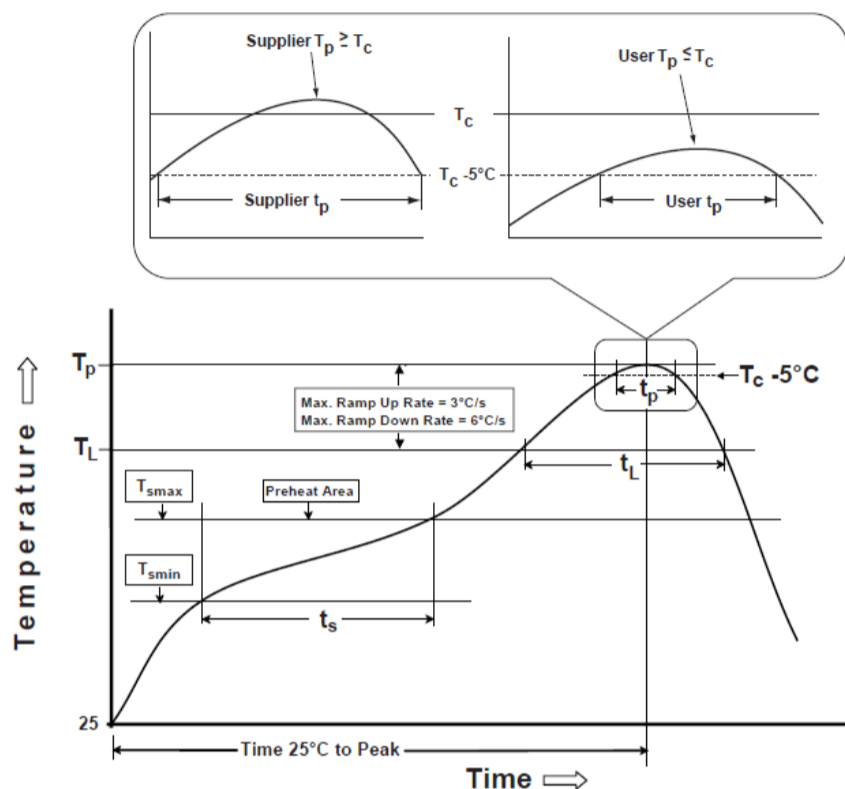 Supplier Tp ≥ Tc
User Tp ≤ Tc
Tc
Tc -5°C
Supplier tp
User tp
Tp
Tc -5°C
tp
Max. Ramp Up Rate = 3°C/s
Max. Ramp Down Rate = 6°C/s
TL
tL
Tsmax
Preheat Area
Tsmin
ts
Temperature
25
Time 25°C to Peak
Time